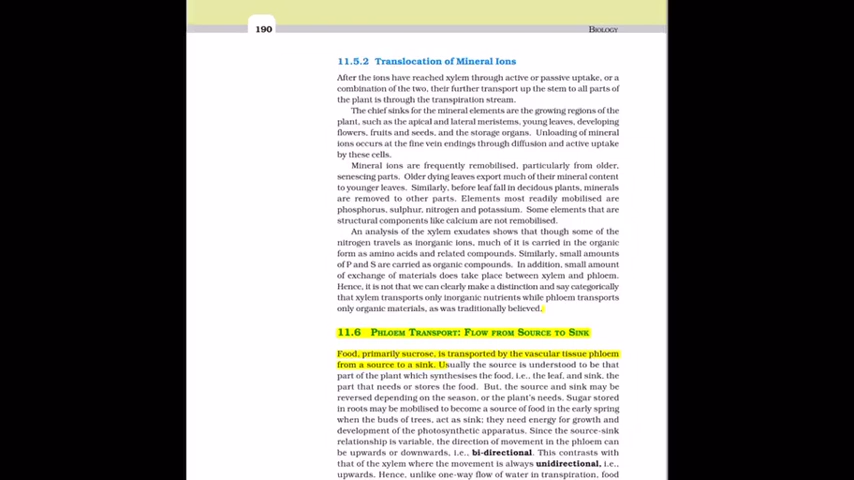 190
BIOLOGY
11.5.2 Translocation of Mineral Ions
After the ions have reached xylem through active or passive uptake, or a
combination of the two, their further transport up the stem to all parts of
the plant is through the transpiration stream.
The chief sinks for the mineral elements are the growing regions of the
plant, such as the apical and lateral meristems, young leaves, developing
flowers, fruits and seeds, and the storage organs. Unloading of mineral
ions occurs at the fine vein endings through diffusion and active uptake
by these cells.
Mineral ions are frequently remobilised, particularly from older,
senescing parts. Older dying leaves export much of their mineral content
to younger leaves. Similarly, before leaf fall in decidous plants, minerals
are removed to other parts. Elements most readily mobilised are
phosphorus, sulphur, nitrogen and potassium. Some elements that are
structural components like calcium are not remobilised.
An analysis of the xylem exudates shows that though some of the
nitrogen travels as inorganic ions, much of it is carried in the organic
form as amino acids and related compounds. Similarly, small amounts
of P and S are carried as organic compounds. In addition, small amount
of exchange of materials does take place between xylem and phloem.
Hence, it is not that we can clearly make a distinction and say categorically
that xylem transports only inorganic nutrients while phloem transports
only organic materials, as was traditionally believed.
11.6 PHLOEM TRANSPORT: FLOW FROM SOURCE TO SINK
Food, primarily sucrose, is transported by the vascular tissue phloem
from a source to a sink. Usually the source is understood to be that
part of the plant which synthesises the food, i.e., the leaf, and sink, the
part that needs or stores the food. But, the source and sink may be
reversed depending on the season, or the plant's needs. Sugar stored
in roots may be mobilised to become a source of food in the early spring
when the buds of trees, act as sink; they need energy for growth and
development of the photosynthetic apparatus. Since the source-sink
relationship is variable, the direction of movement in the phloem can
be upwards or downwards, i.e., bi-directional. This contrasts with
that of the xylem where the movement is always unidirectional, i.e.,
upwards. Hence, unlike one-way flow of water in transpiration, food